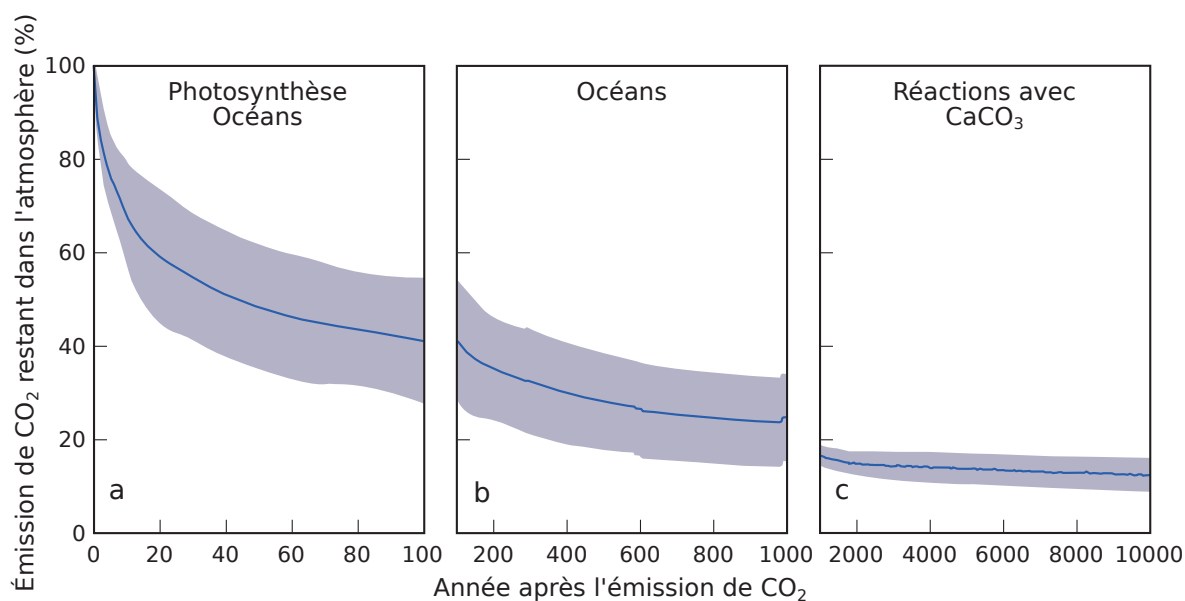 Émission de CO₂ restant dans l'atmosphère (%)
100
80
60
40
20
0
Photosynthèse
Océans
a
0 20 40 60 80 100
Océans
b
200 400 600 800 1000
Réactions avec
CaCO₃
c
2000 4000 6000 8000 10000
Année après l'émission de CO₂